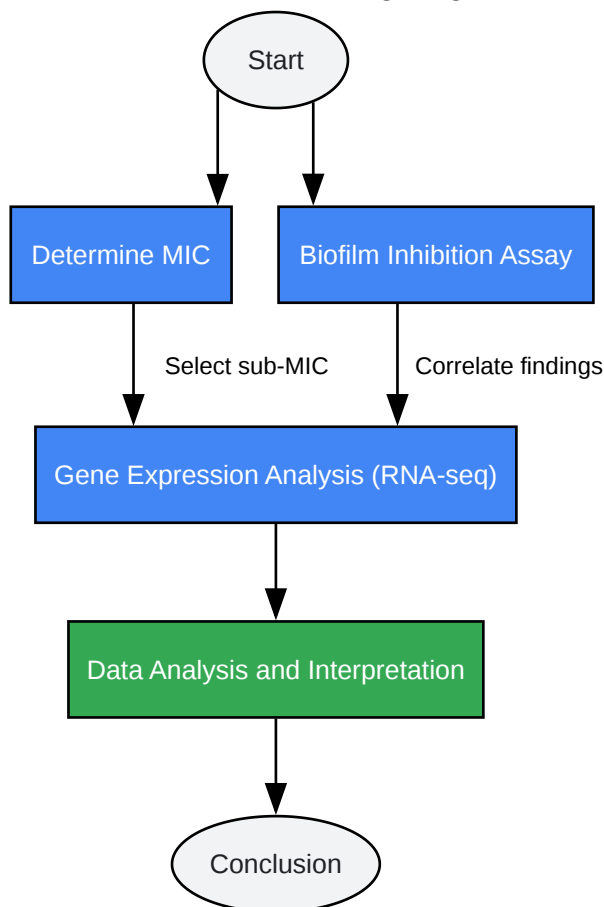 Start
Determine MIC
Biofilm Inhibition Assay
Select sub-MIC
Correlate findings
Gene Expression Analysis (RNA-seq)
Data Analysis and Interpretation
Conclusion